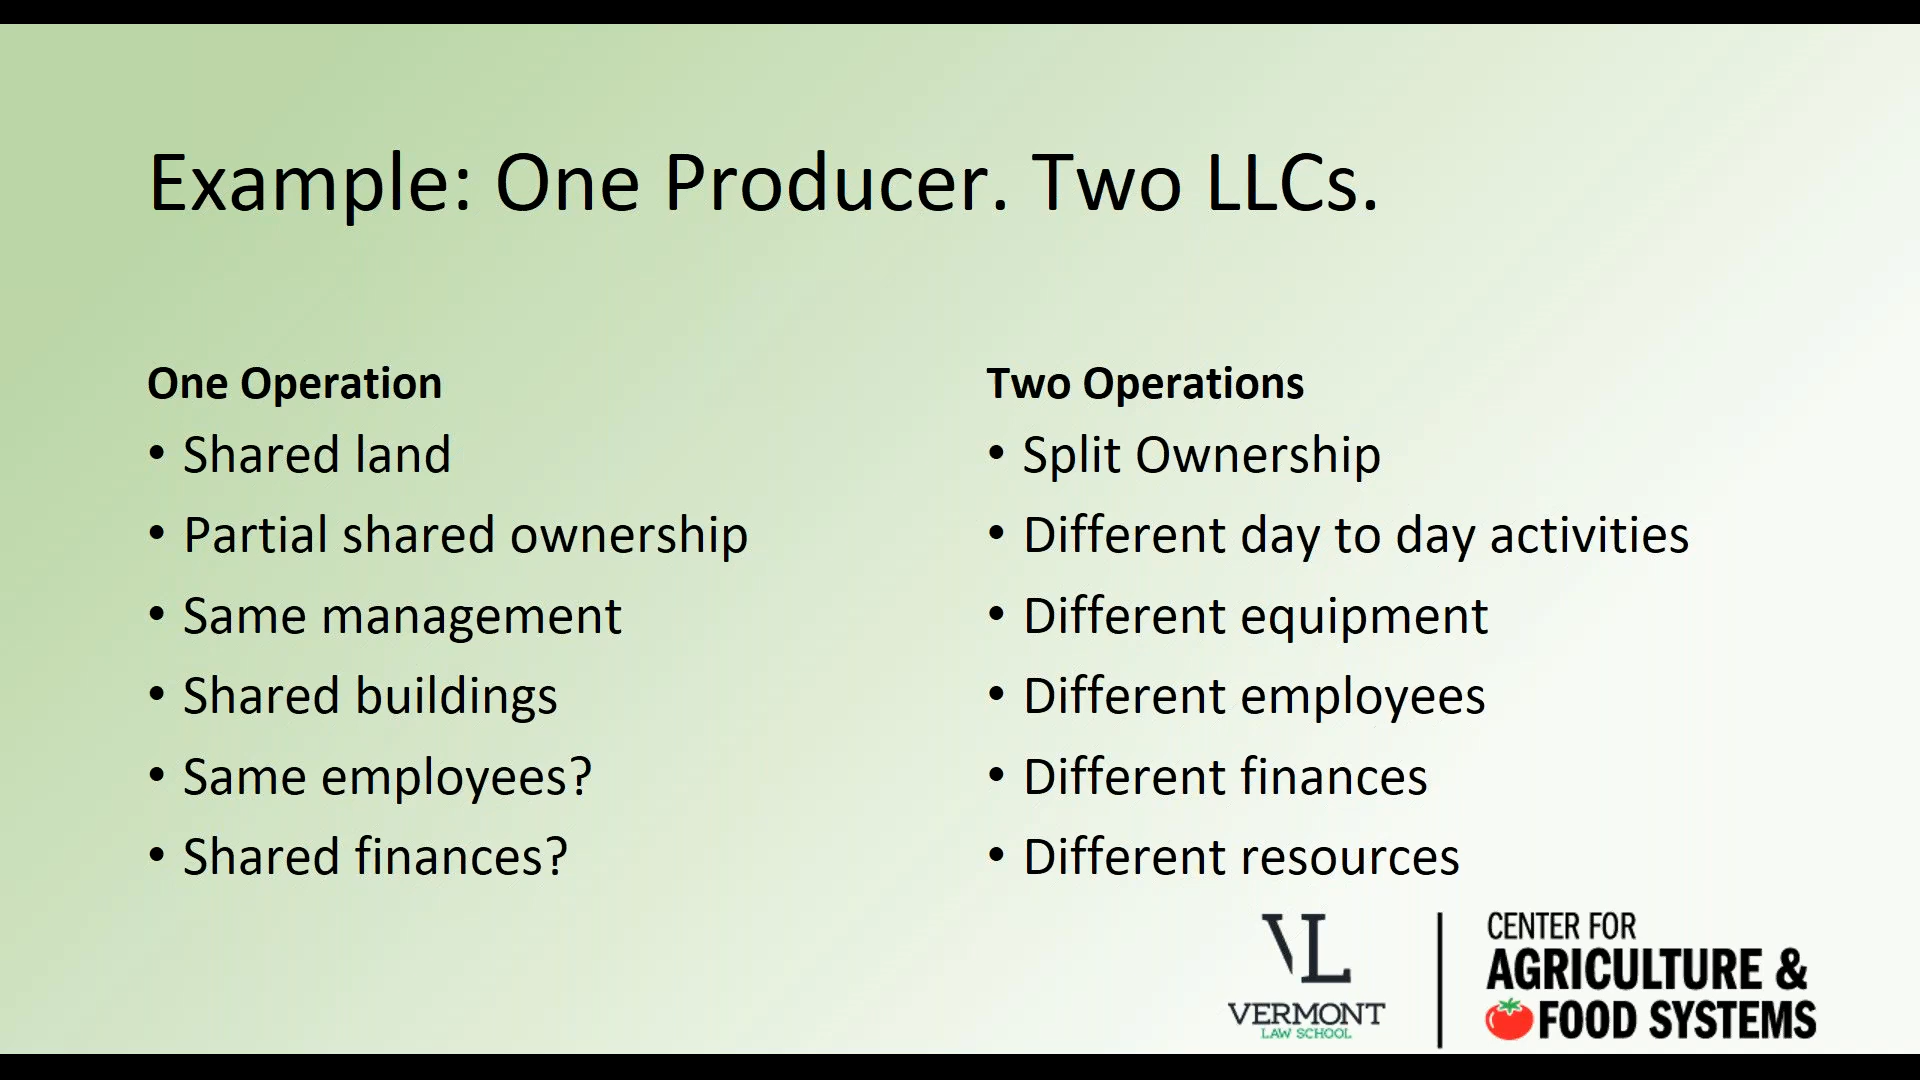 Example: One Producer. Two LLCs.
One Operation
• Shared land
• Partial shared ownership
• Same management
• Shared buildings
• Same employees?
• Shared finances?
Two Operations
• Split Ownership
• Different day to day activities
• Different equipment
• Different employees
• Different finances
• Different resources
VL
VERMONT
LAW SCHOOL
CENTER FOR
AGRICULTURE &
FOOD SYSTEMS